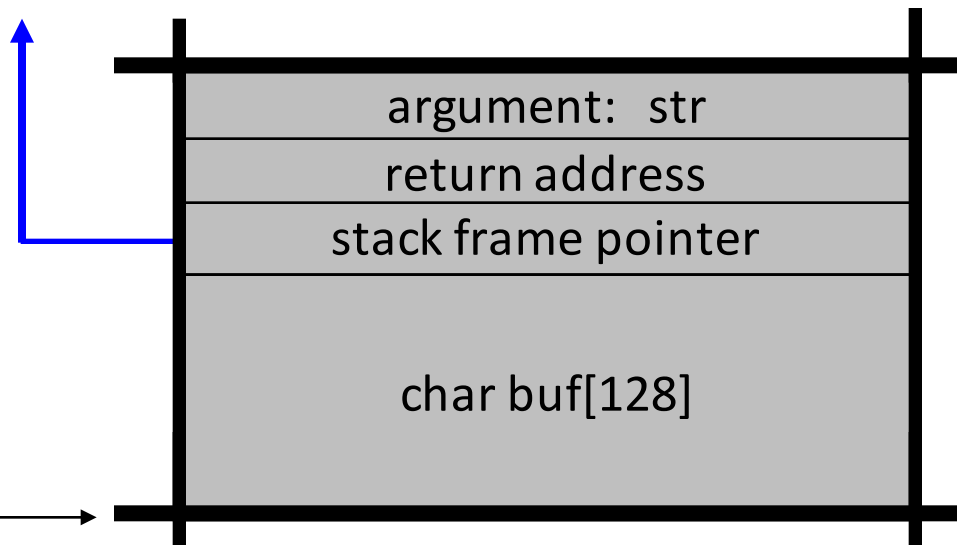 argument: str
return address
stack frame pointer
char buf[128]